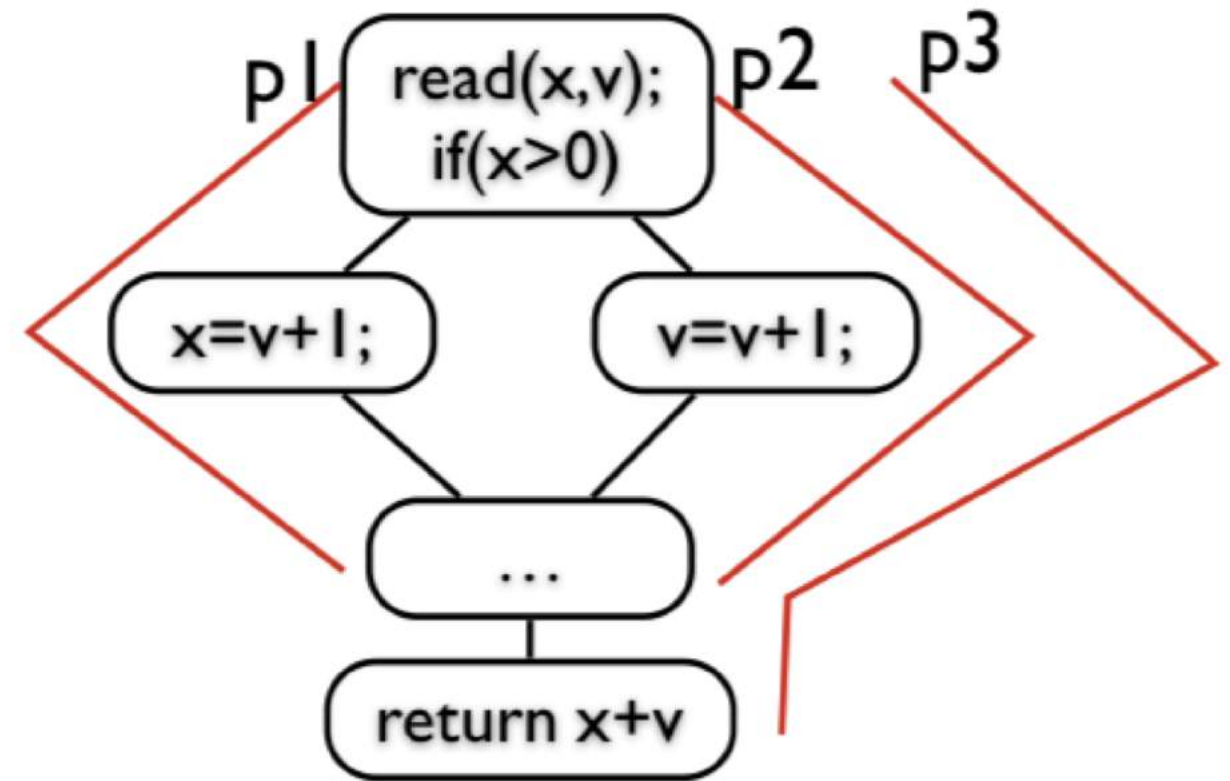 p1
read(x,v);
p2
p3
if(x>0)
x=v+1;
v=v+1;
...
return x+v